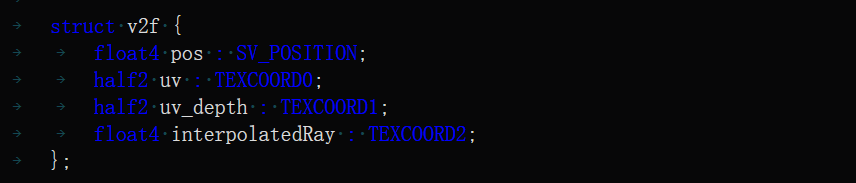 struct v2f {
float4 pos : SV_POSITION;
half2 uv : TEXCOORD0;
half2 uv_depth : TEXCOORD1;
float4 interpolatedRay : TEXCOORD2;
};